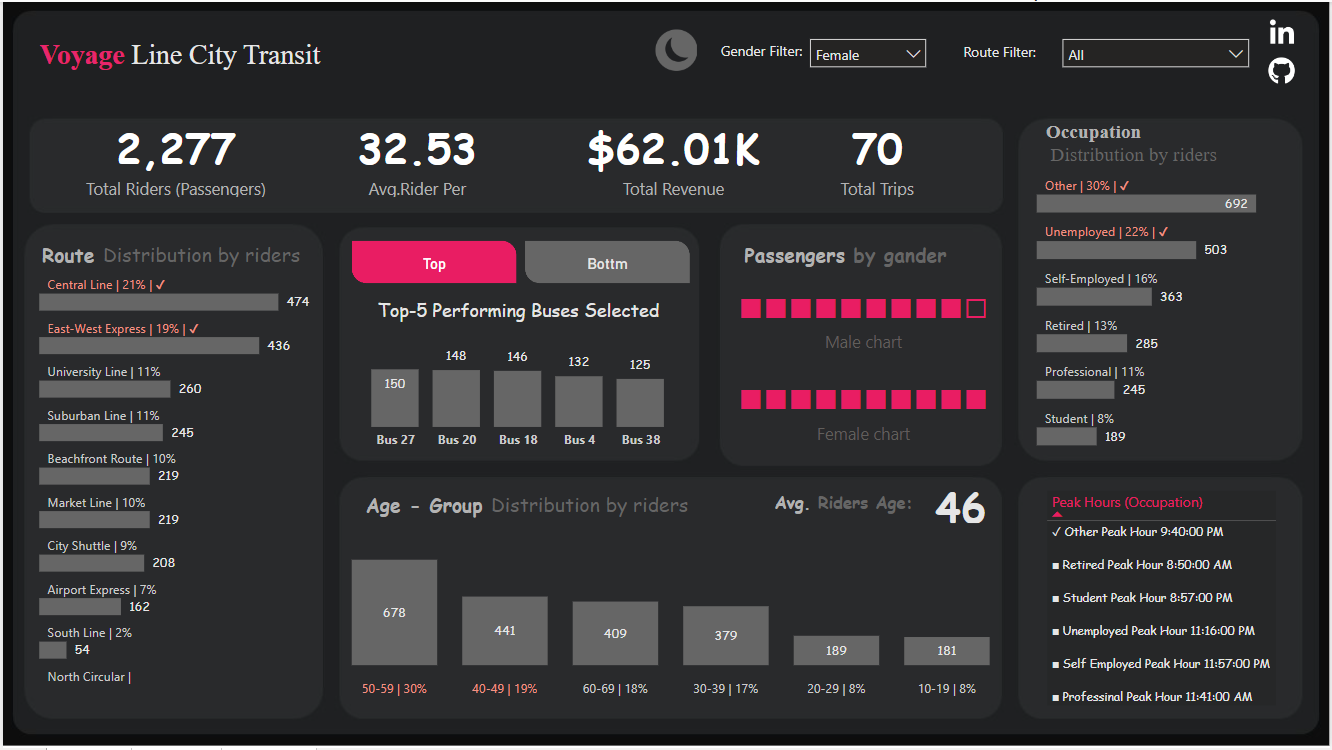 Voyage Line City Transit
Gender Filter:
Female
Route Filter:
All
in
2,277
Total Riders (Passengers)
32.53
Avg.Rider Per
$62.01K
Total Revenue
70
Total Trips
Occupation
Distribution by riders
Other | 30% | ✓
692
Unemployed | 22% | ✓
503
Self-Employed | 16%
363
Retired | 13%
285
Professional | 11%
245
Student | 8%
189
Route Distribution by riders
Central Line | 21% | ✓
474
East-West Express | 19% | ✓
436
University Line | 11%
260
Suburban Line | 11%
245
Beachfront Route | 10%
219
Market Line | 10%
219
City Shuttle | 9%
208
Airport Express | 7%
162
South Line | 2%
54
North Circular |
Top
Bottm
Top-5 Performing Buses Selected
150 148 146 132 125
Bus 27 Bus 20 Bus 18 Bus 4 Bus 38
Passengers by gander
Male chart
Female chart
Age - Group Distribution by riders
Avg. Riders Age: 46
678 441 409 379 189 181
50-59 | 30% 40-49 | 19% 60-69 | 18% 30-39 | 17% 20-29 | 8% 10-19 | 8%
Peak Hours (Occupation)
✓ Other Peak Hour 9:40:00 PM
■ Retired Peak Hour 8:50:00 AM
■ Student Peak Hour 8:57:00 PM
■ Unemployed Peak Hour 11:16:00 PM
■ Self Employed Peak Hour 11:57:00 PM
■ Professinal Peak Hour 11:41:00 AM